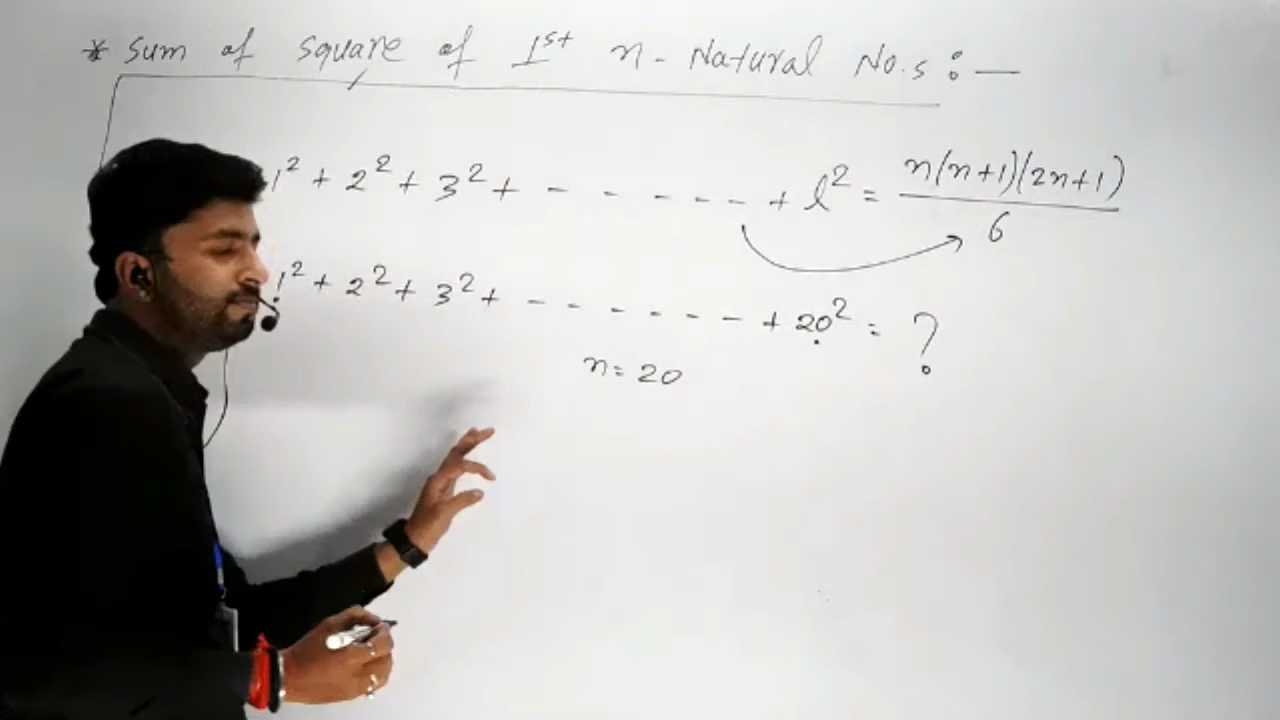 * Sum of square of 1st n- Natural No.s :—
1² + 2² + 3² + - - - - - - + l² = n(n+1)(2n+1)/6
1² + 2² + 3² + - - - - - - - + 20² = ?
n = 20